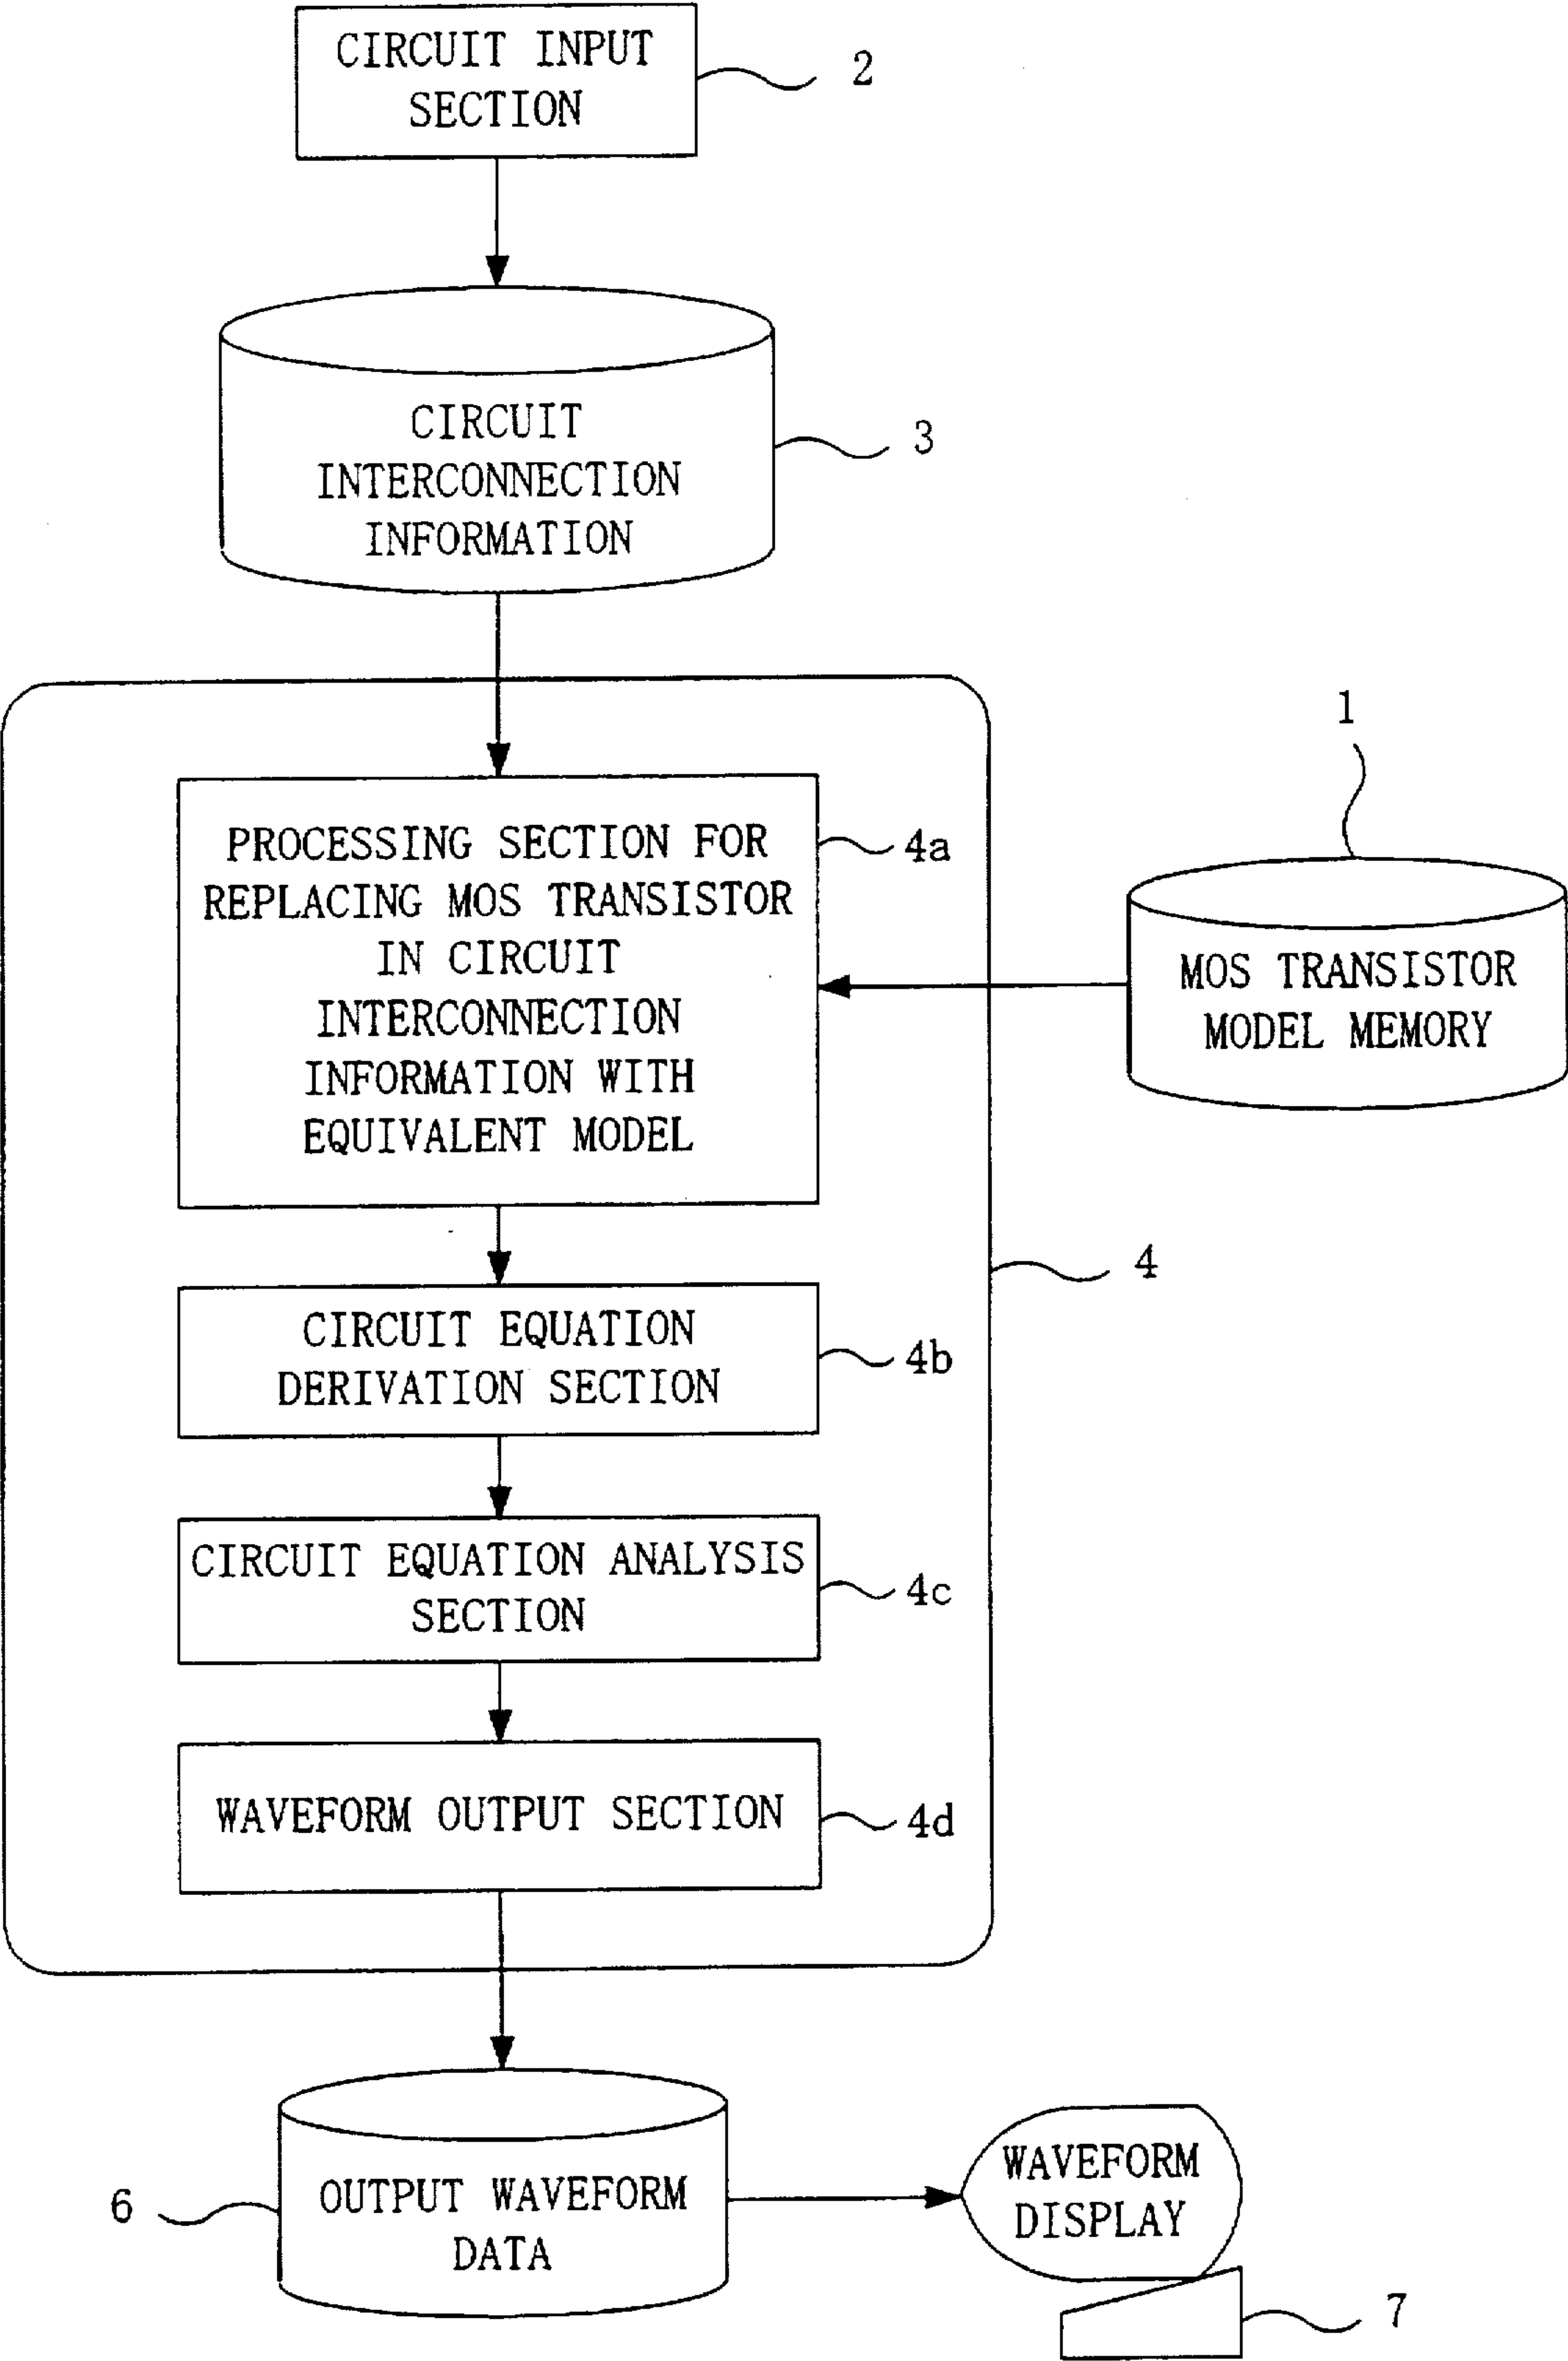 CIRCUIT INPUT
SECTION
2
CIRCUIT
INTERCONNECTION
INFORMATION
3
1
PROCESSING SECTION FOR
REPLACING MOS TRANSISTOR
IN CIRCUIT
INTERCONNECTION
INFORMATION WITH
EQUIVALENT MODEL
4a
MOS TRANSISTOR
MODEL MEMORY
4
CIRCUIT EQUATION
DERIVATION SECTION
4b
CIRCUIT EQUATION ANALYSIS
SECTION
4c
WAVEFORM OUTPUT SECTION
4d
6
OUTPUT WAVEFORM
DATA
WAVEFORM
DISPLAY
7